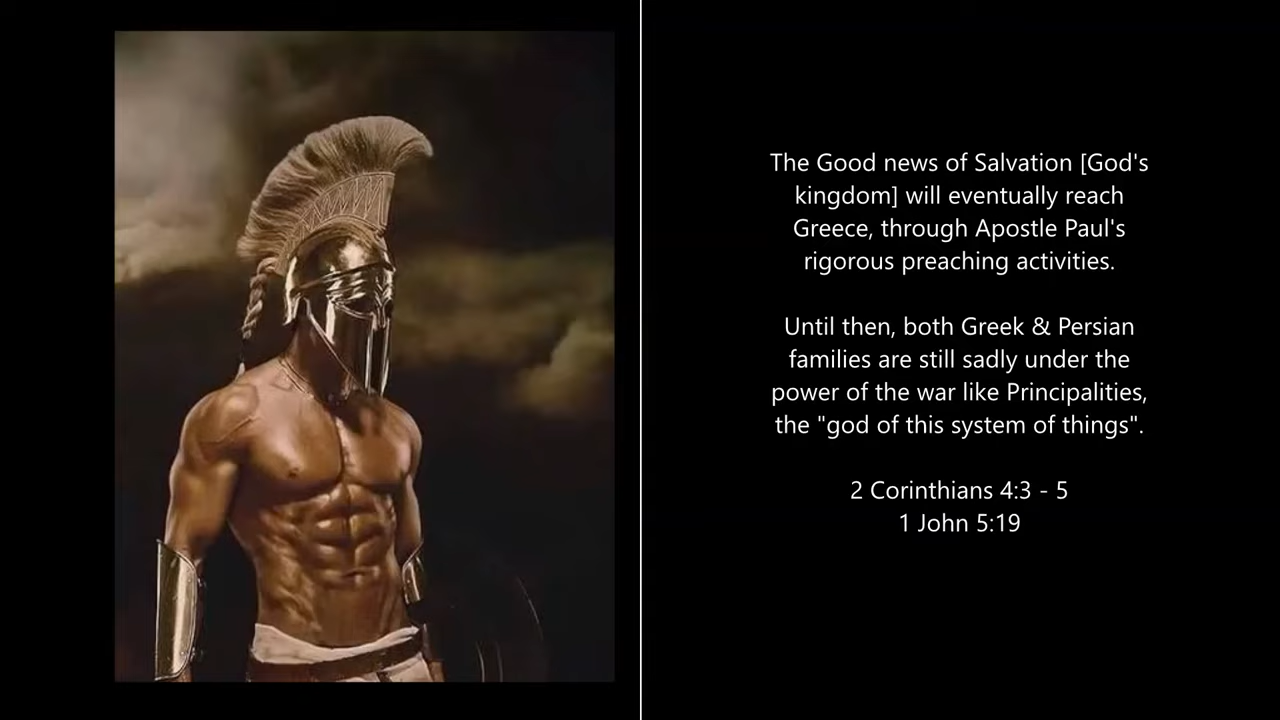 The Good news of Salvation [God's
kingdom] will eventually reach
Greece, through Apostle Paul's
rigorous preaching activities.
Until then, both Greek & Persian
families are still sadly under the
power of the war like Principalities,
the "god of this system of things".
2 Corinthians 4:3 - 5
1 John 5:19